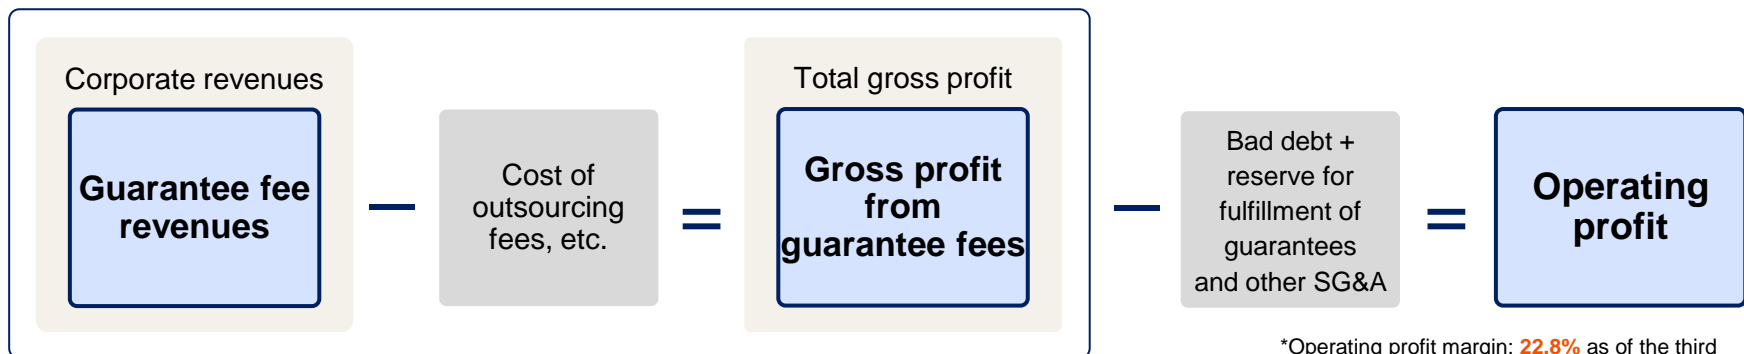 Corporate revenues
Guarantee fee
revenues
—
Cost of
outsourcing
fees, etc.
=
Total gross profit
Gross profit
from
guarantee fees
—
Bad debt +
reserve for
fulfillment of
guarantees
and other SG&A
=
Operating
profit
*Operating profit margin: 22.8% as of the third